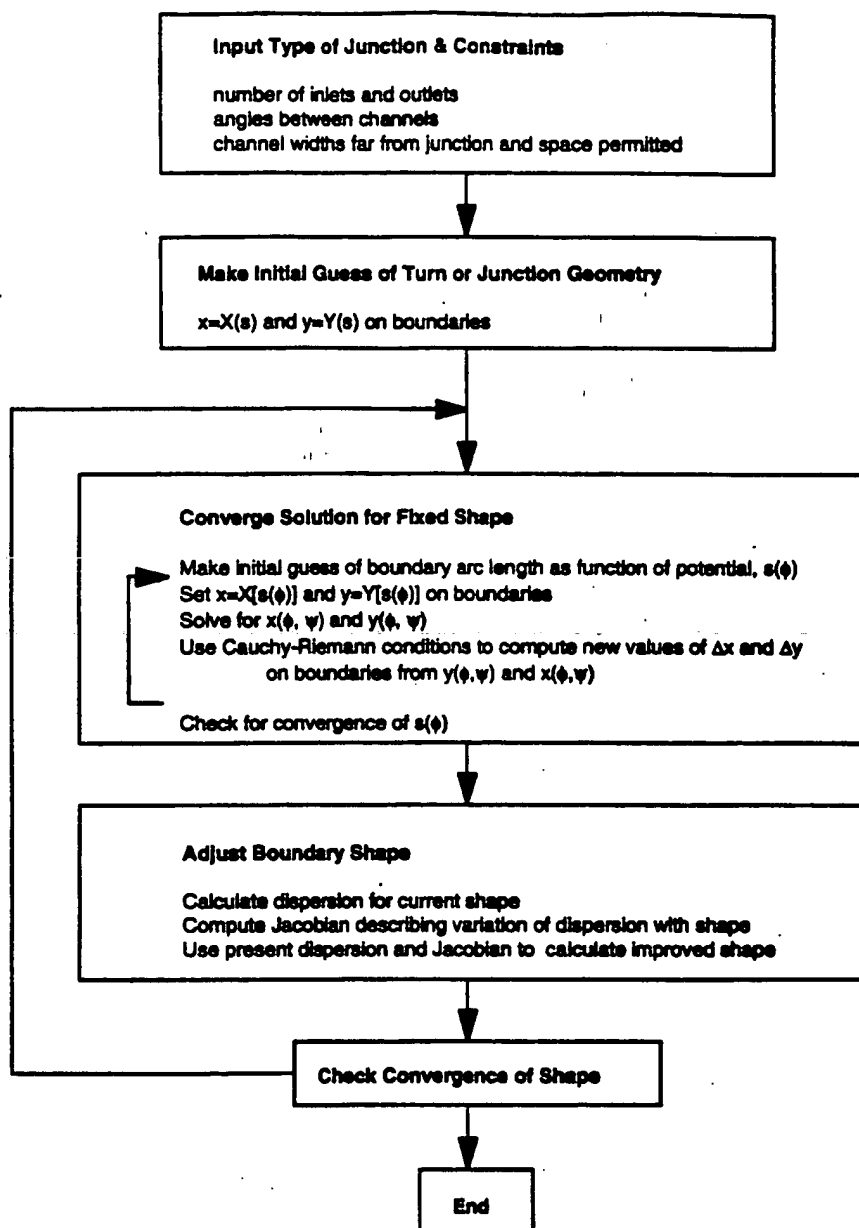 Input Type of Junction & Constraints
number of inlets and outlets
angles between channels
channel widths far from junction and space permitted
Make Initial Guess of Turn or Junction Geometry
x=X(s) and y=Y(s) on boundaries
Converge Solution for Fixed Shape
Make initial guess of boundary arc length as function of potential, s(ϕ)
Set x=X[s(ϕ)] and y=Y[s(ϕ)] on boundaries
Solve for x(ϕ, ψ) and y(ϕ, ψ)
Use Cauchy-Riemann conditions to compute new values of Δx and Δy
on boundaries from y(ϕ,ψ) and x(ϕ,ψ)
Check for convergence of s(ϕ)
Adjust Boundary Shape
Calculate dispersion for current shape
Compute Jacobian describing variation of dispersion with shape
Use present dispersion and Jacobian to calculate improved shape
Check Convergence of Shape
End